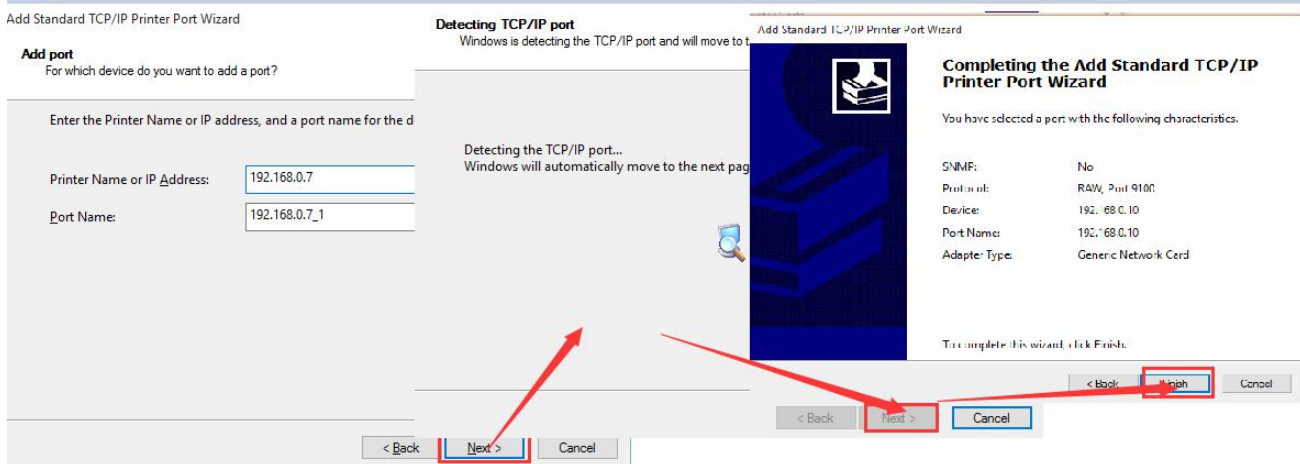 Add Standard TCP/IP Printer Port Wizard
Add port
For which device do you want to add a port?
Enter the Printer Name or IP address, and a port name for the d
Printer Name or IP Address:
192.168.0.7
Port Name:
192.168.0.7_1
< Back
Next >
Cancel
Detecting TCP/IP port
Windows is detecting the TCP/IP port and will move to t
Detecting the TCP/IP port...
Windows will automatically move to the next pag
< Back
Next >
Cancel
Add Standard TCP/IP Printer Port Wizard
Completing the Add Standard TCP/IP
Printer Port Wizard
You have selected a port with the following characteristics.
SNMP:
No
Protocol:
RAW, Port 9100
Device:
192.168.0.10
Port Name:
192.168.0.10
Adapter Type:
Generic Network Card
To complete this wizard, click Finish.
< Back
Finish
Cancel